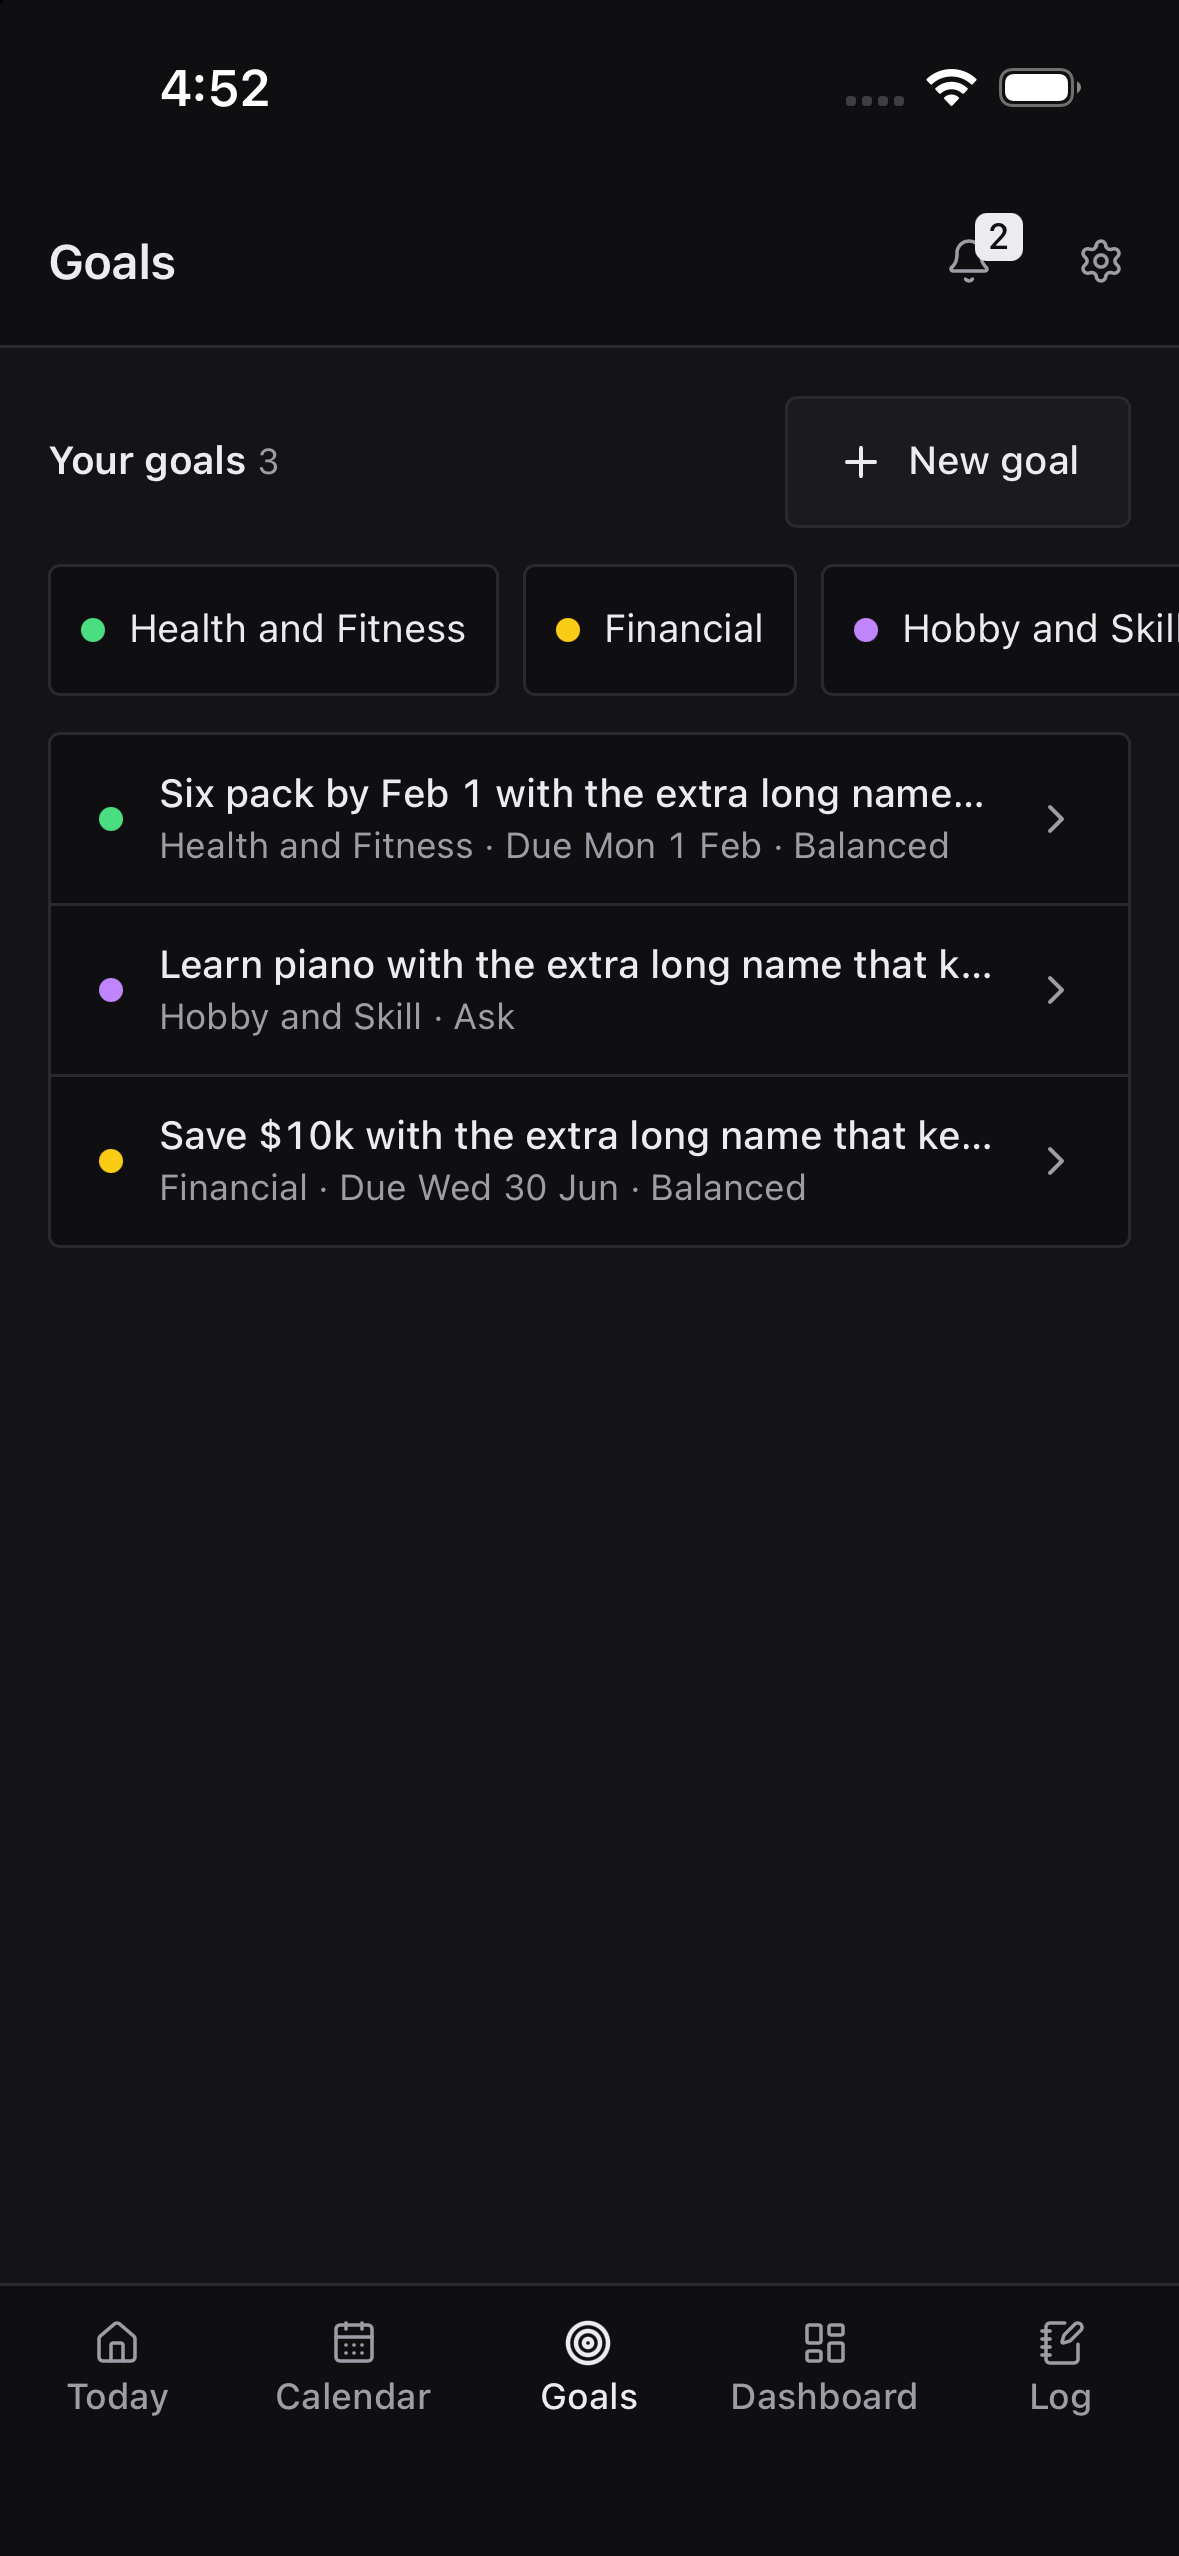 4:52
Goals
2
Your goals 3
New goal
Health and Fitness
Financial
Hobby and Skill
Six pack by Feb 1 with the extra long name...
Health and Fitness · Due Mon 1 Feb · Balanced
Learn piano with the extra long name that k...
Hobby and Skill · Ask
Save $10k with the extra long name that ke...
Financial · Due Wed 30 Jun · Balanced
Today
Calendar
Goals
Dashboard
Log